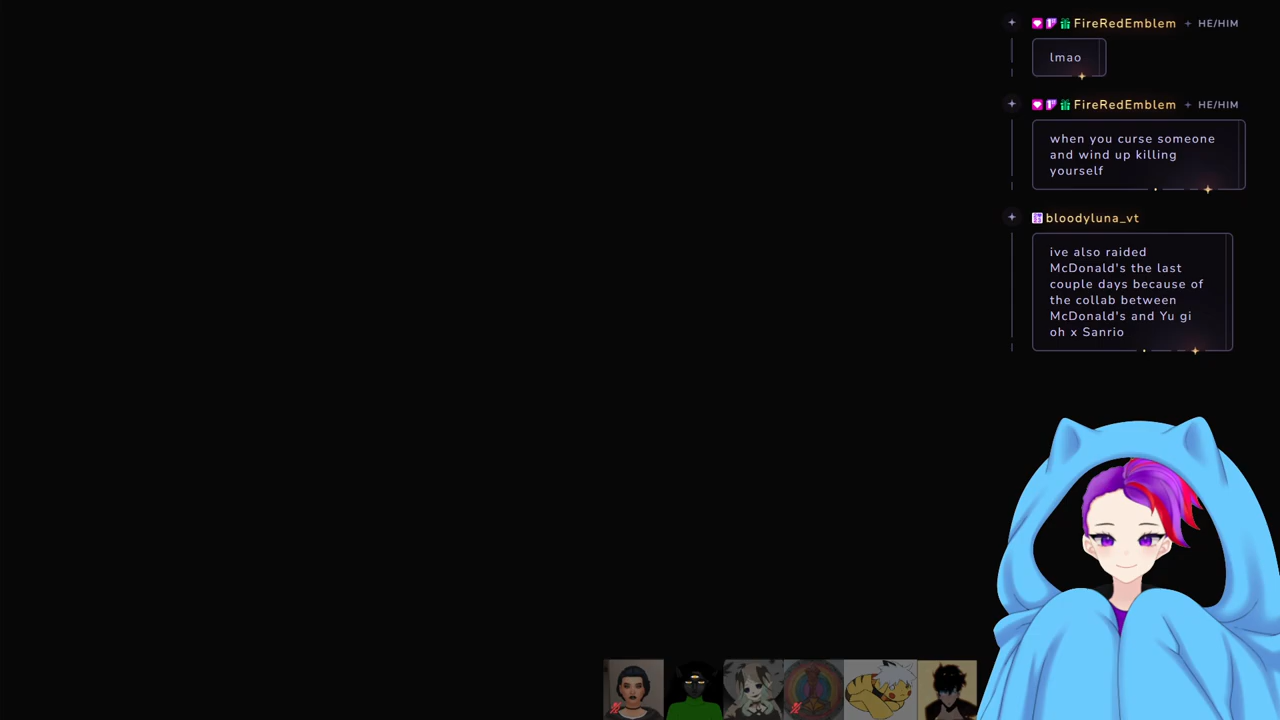 FireRedEmblem HE/HIM
lmao
FireRedEmblem HE/HIM
when you curse someone
and wind up killing
yourself
bloodyluna_vt
ive also raided
McDonald's the last
couple days because of
the collab between
McDonald's and Yu gi
oh x Sanrio